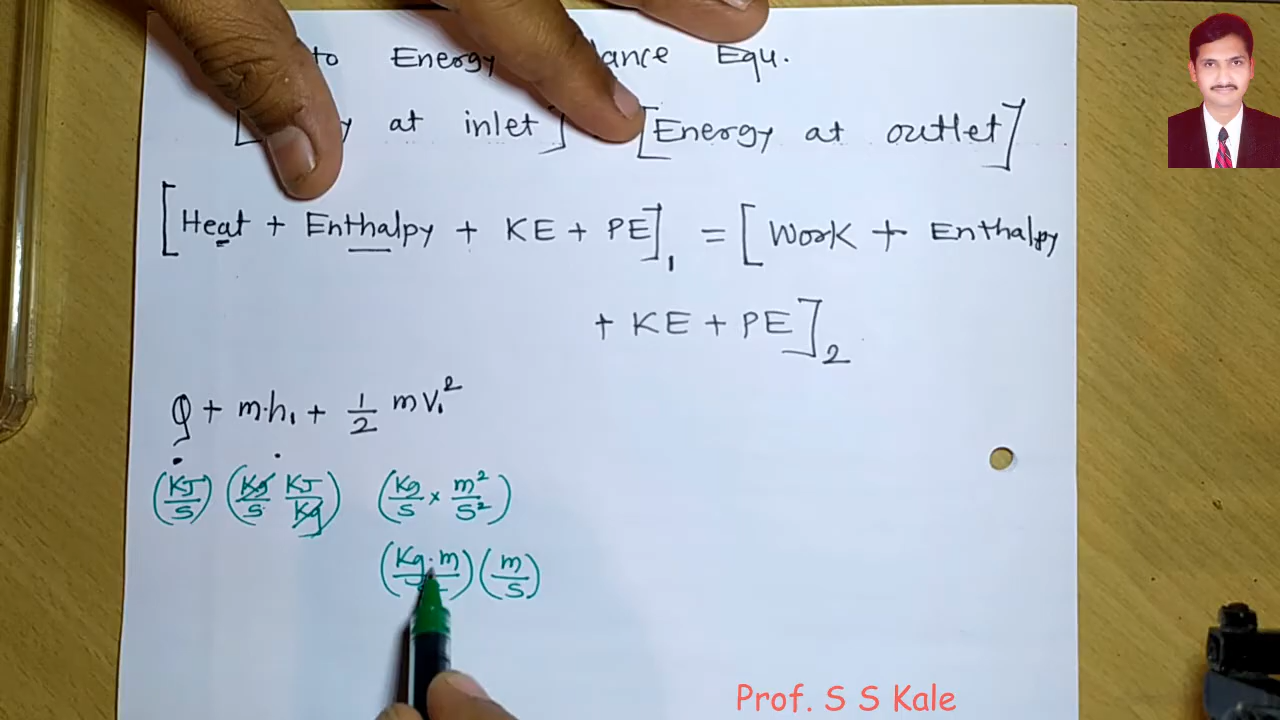 to Energy Equ.
at inlet] [Energy at outlet]
[Heat + Enthalpy + KE + PE]₁ = [Work + Enthalpy
+ KE + PE]₂
Q + m·h₁ + 1/2 mV₁²
(KJ/S) (Kg/S KJ/Kg) (Kg/S × m²/S²)
(Kg·m/) (m/S)
Prof. S S Kale